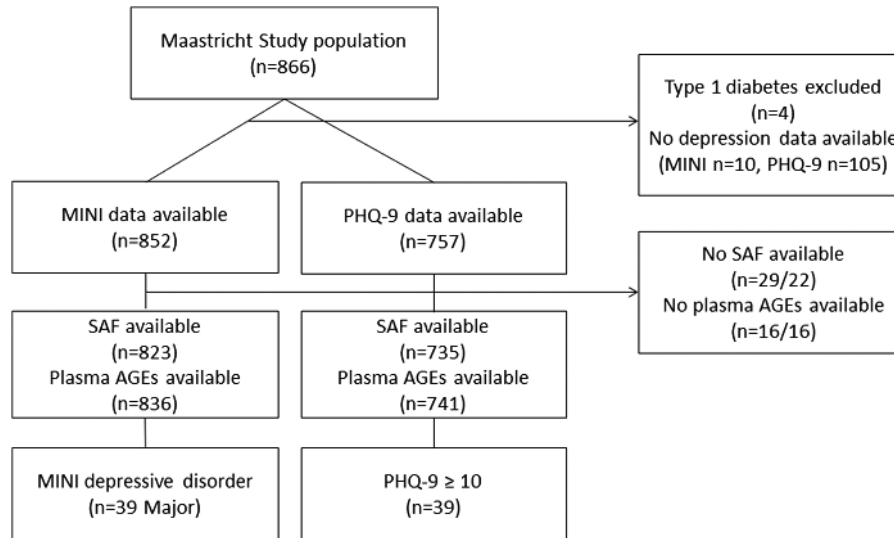 Maastricht Study population
(n=866)
Type 1 diabetes excluded
(n=4)
No depression data available
(MINI n=10, PHQ-9 n=105)
MINI data available
(n=852)
PHQ-9 data available
(n=757)
No SAF available
(n=29/22)
No plasma AGEs available
(n=16/16)
SAF available
(n=823)
Plasma AGEs available
(n=836)
SAF available
(n=735)
Plasma AGEs available
(n=741)
MINI depressive disorder
(n=39 Major)
PHQ-9 ≥ 10
(n=39)